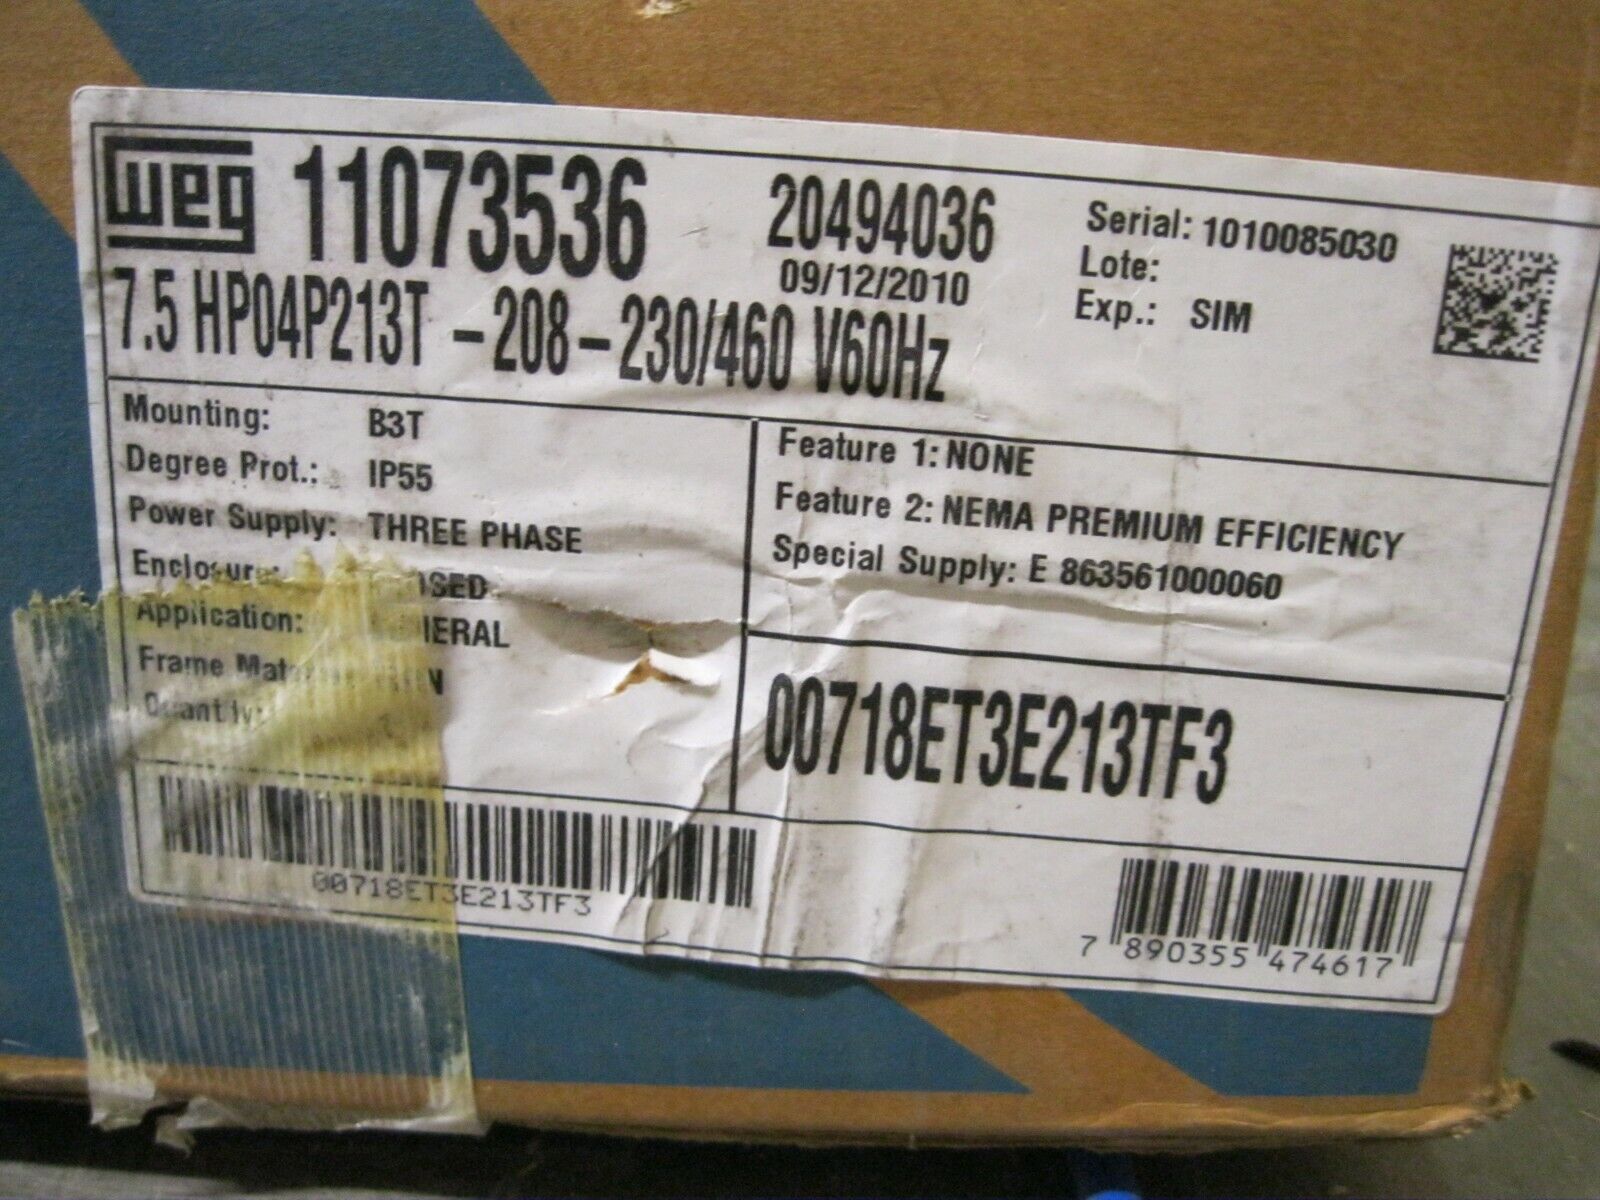 weg 11073536 20494036 Serial: 1010085030
09/12/2010 Lote:
Exp.: SIM
7.5 HP04P213T -208-230/460 V60Hz
Mounting: B3T
Degree Prot.: IP55
Power Supply: THREE PHASE
Application:
Frame
Feature 1: NONE
Feature 2: NEMA PREMIUM EFFICIENCY
Special Supply: E 863561000060
00718ET3E213TF3
00718ET3E213TF3
7 890355 474617